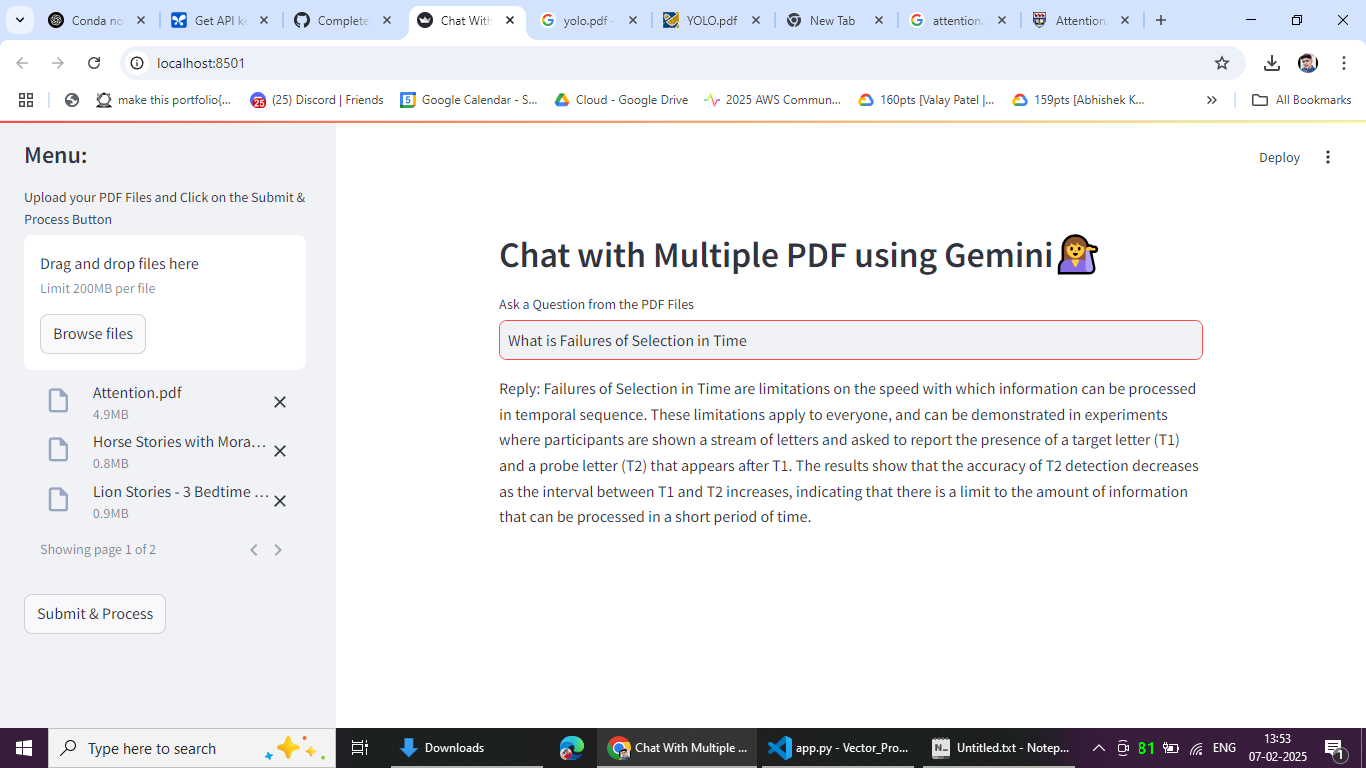 Conda no
Get API ke
Complete
Chat With
yolo.pdf -
YOLO.pdf
New Tab
attention.
Attention.
localhost:8501
make this portfolio{...
(25) Discord | Friends
Google Calendar - S...
Cloud - Google Drive
2025 AWS Commun...
160pts [Valay Patel |...
159pts [Abhishek K...
All Bookmarks
Menu:
Upload your PDF Files and Click on the Submit &
Process Button
Drag and drop files here
Limit 200MB per file
Browse files
Attention.pdf
4.9MB
Horse Stories with Mora...
0.8MB
Lion Stories - 3 Bedtime ...
0.9MB
Showing page 1 of 2
Submit & Process
Deploy
Chat with Multiple PDF using Gemini
Ask a Question from the PDF Files
What is Failures of Selection in Time
Reply: Failures of Selection in Time are limitations on the speed with which information can be processed
in temporal sequence. These limitations apply to everyone, and can be demonstrated in experiments
where participants are shown a stream of letters and asked to report the presence of a target letter (T1)
and a probe letter (T2) that appears after T1. The results show that the accuracy of T2 detection decreases
as the interval between T1 and T2 increases, indicating that there is a limit to the amount of information
that can be processed in a short period of time.
Type here to search
Downloads
Chat With Multiple ...
app.py - Vector_Pro...
Untitled.txt - Notep...
81
ENG
13:53
07-02-2025
1